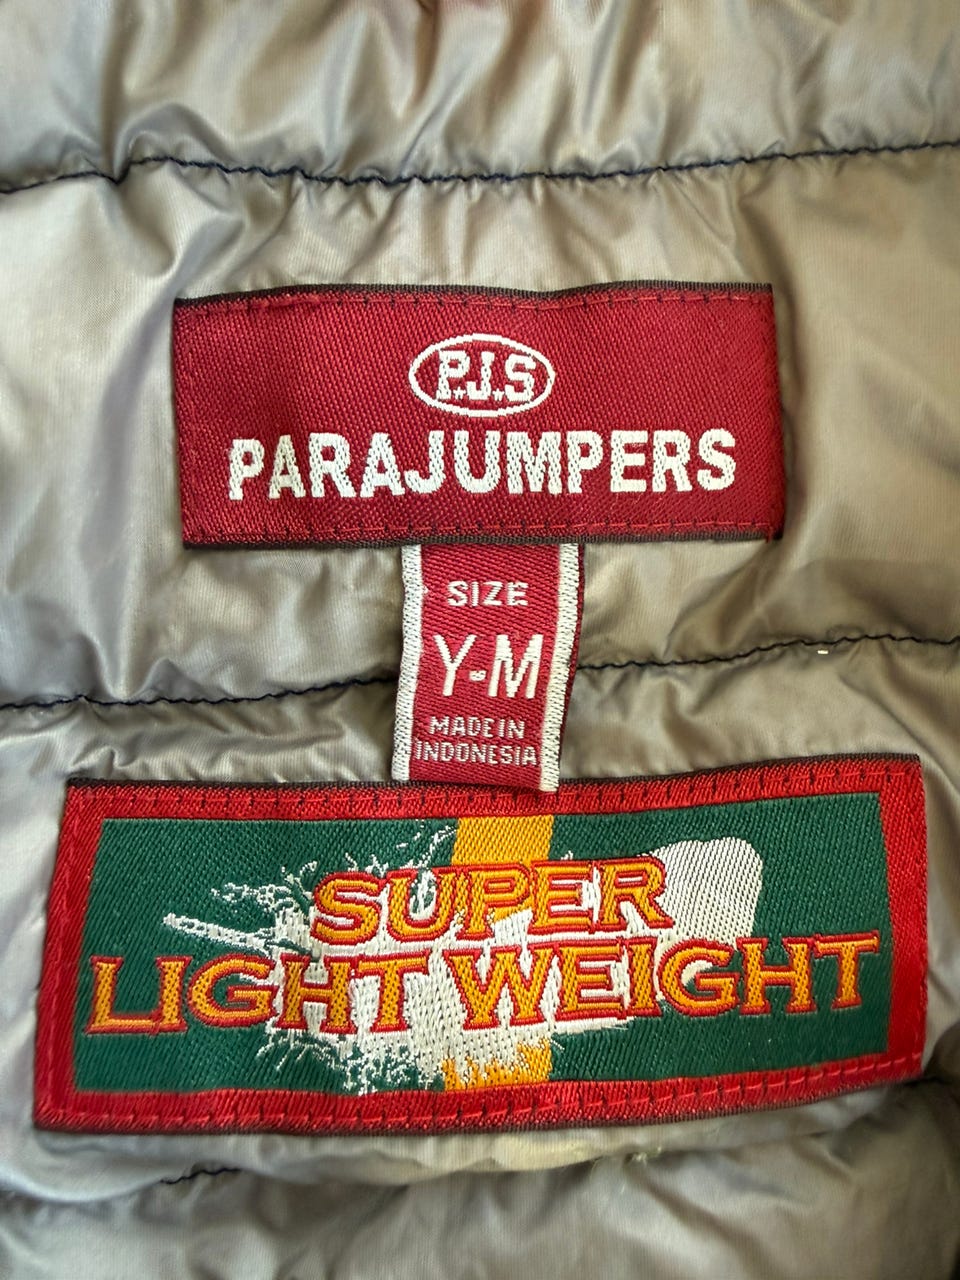 P.J.S
PARAJUMPERS
SIZE
Y-M
MADE IN
INDONESIA
SUPER
LIGHT WEIGHT